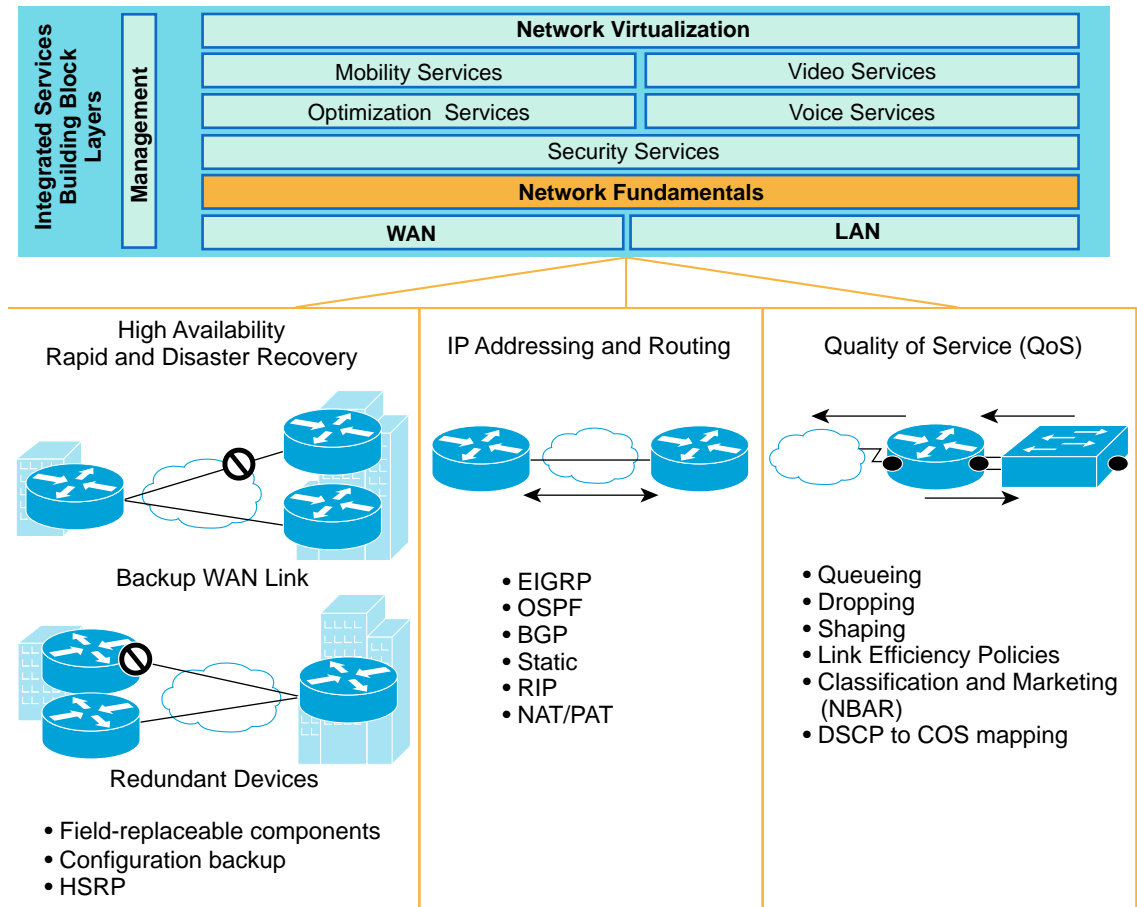 Integrated Services
Building Block
Layers
Management
Network Virtualization
Mobility Services
Video Services
Optimization Services
Voice Services
Security Services
Network Fundamentals
WAN
LAN
High Availability
Rapid and Disaster Recovery
Backup WAN Link
Redundant Devices
• Field-replaceable components
• Configuration backup
• HSRP
IP Addressing and Routing
• EIGRP
• OSPF
• BGP
• Static
• RIP
• NAT/PAT
Quality of Service (QoS)
• Queueing
• Dropping
• Shaping
• Link Efficiency Policies
• Classification and Marketing
(NBAR)
• DSCP to COS mapping